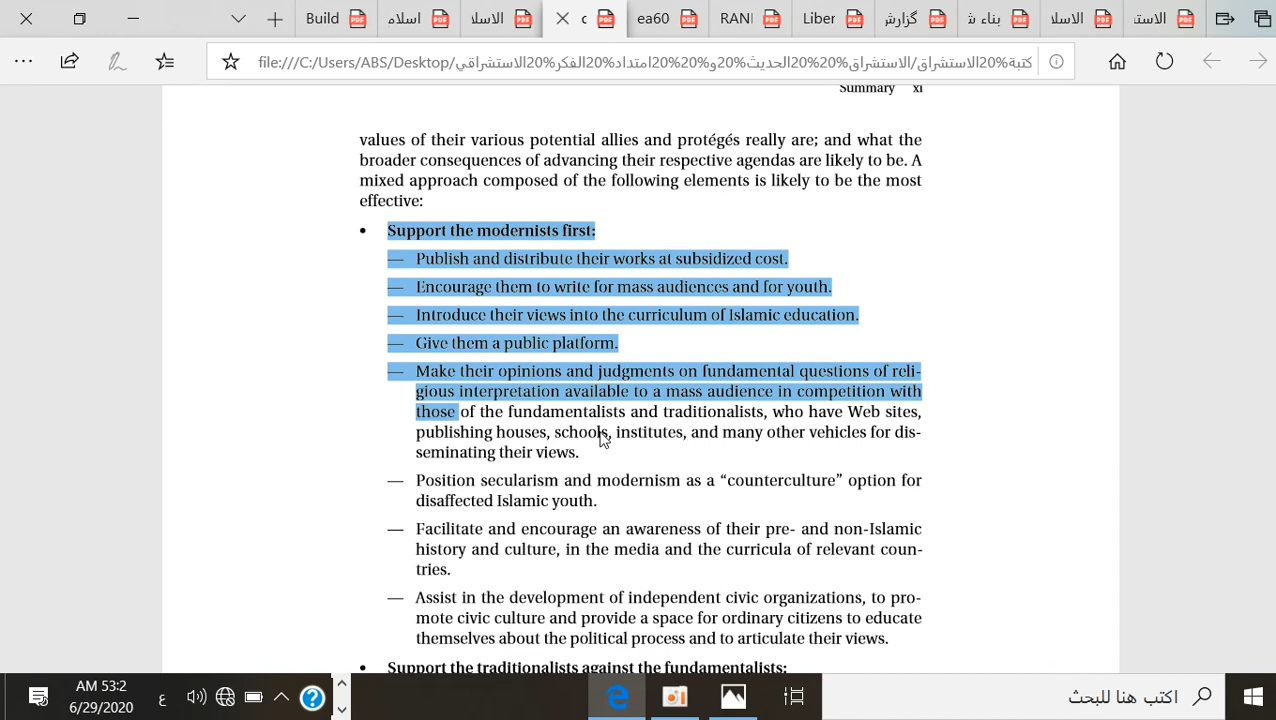 Build
اسلام
الاسلا
c
ea60
RANI
Liber
گزارش
بناء ش
الاسلا
الاستث
file:///C:/Users/ABS/Desktop/الاستشراق/الاستشراق%20%20الحديث%20و%20%20امتداد%20الفكر%20الاستشراقي%20كتبة
Summary xi
values of their various potential allies and protégés really are; and what the
broader consequences of advancing their respective agendas are likely to be. A
mixed approach composed of the following elements is likely to be the most
effective:
• Support the modernists first:
— Publish and distribute their works at subsidized cost.
— Encourage them to write for mass audiences and for youth.
— Introduce their views into the curriculum of Islamic education.
— Give them a public platform.
— Make their opinions and judgments on fundamental questions of reli-
gious interpretation available to a mass audience in competition with
those of the fundamentalists and traditionalists, who have Web sites,
publishing houses, schools, institutes, and many other vehicles for dis-
seminating their views.
— Position secularism and modernism as a “counterculture” option for
disaffected Islamic youth.
— Facilitate and encourage an awareness of their pre- and non-Islamic
history and culture, in the media and the curricula of relevant coun-
tries.
— Assist in the development of independent civic organizations, to pro-
mote civic culture and provide a space for ordinary citizens to educate
themselves about the political process and to articulate their views.
• Support the traditionalists against the fundamentalists:
AM 53:2
6/29/2020
ع
اكتب هنا للبحث